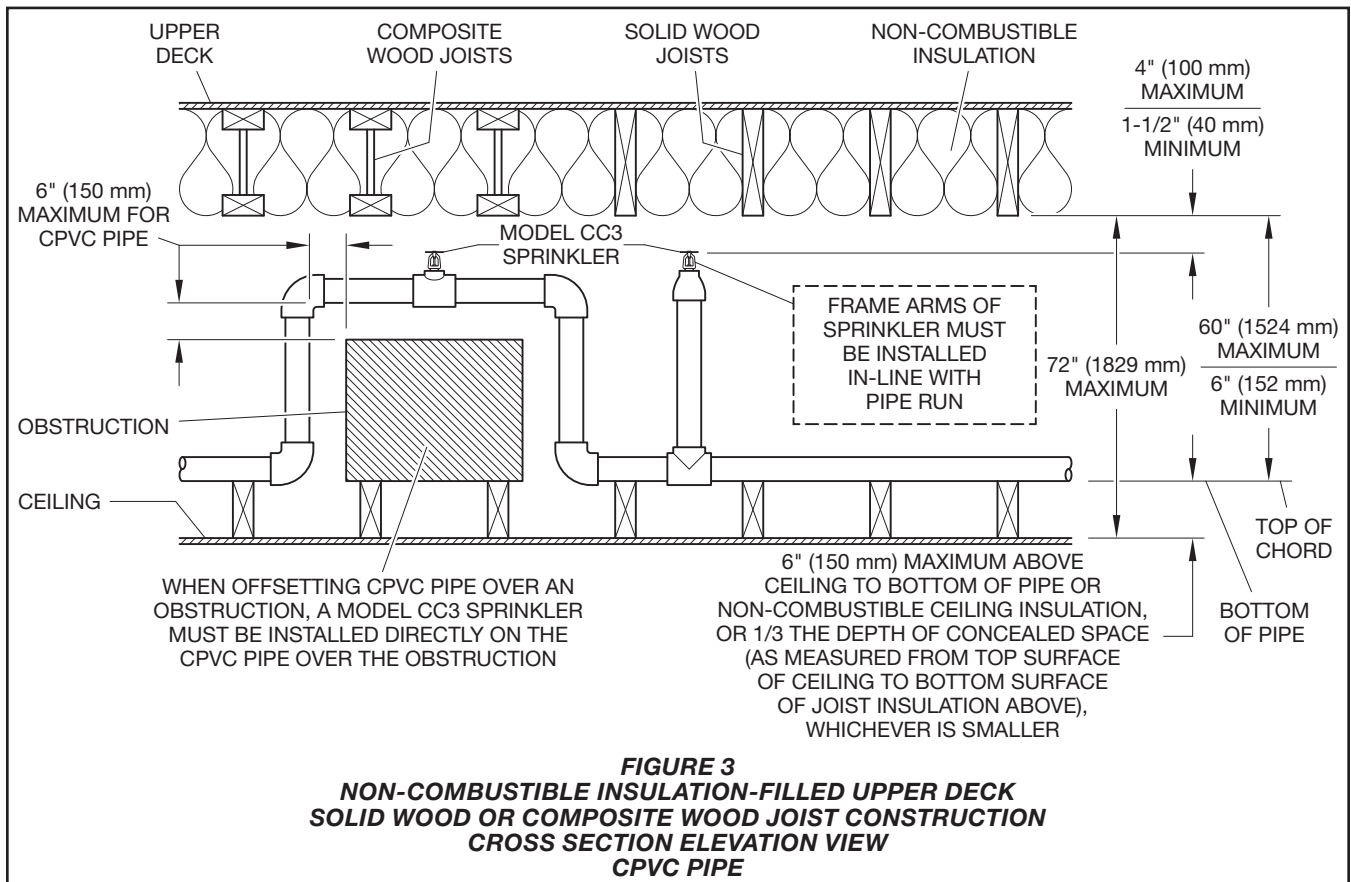 UPPER
DECK
COMPOSITE
WOOD JOISTS
SOLID WOOD
JOISTS
NON-COMBUSTIBLE
INSULATION
4" (100 mm)
MAXIMUM
1-1/2" (40 mm)
MINIMUM
6" (150 mm)
MAXIMUM FOR
CPVC PIPE
MODEL CC3
SPRINKLER
FRAME ARMS OF
SPRINKLER MUST
BE INSTALLED
IN-LINE WITH
PIPE RUN
72" (1829 mm)
MAXIMUM
60" (1524 mm)
MAXIMUM
6" (152 mm)
MINIMUM
OBSTRUCTION
CEILING
TOP OF
CHORD
BOTTOM
OF PIPE
WHEN OFFSETTING CPVC PIPE OVER AN
OBSTRUCTION, A MODEL CC3 SPRINKLER
MUST BE INSTALLED DIRECTLY ON THE
CPVC PIPE OVER THE OBSTRUCTION
6" (150 mm) MAXIMUM ABOVE
CEILING TO BOTTOM OF PIPE OR
NON-COMBUSTIBLE CEILING INSULATION,
OR 1/3 THE DEPTH OF CONCEALED SPACE
(AS MEASURED FROM TOP SURFACE
OF CEILING TO BOTTOM SURFACE
OF JOIST INSULATION ABOVE),
WHICHEVER IS SMALLER
FIGURE 3
NON-COMBUSTIBLE INSULATION-FILLED UPPER DECK
SOLID WOOD OR COMPOSITE WOOD JOIST CONSTRUCTION
CROSS SECTION ELEVATION VIEW
CPVC PIPE